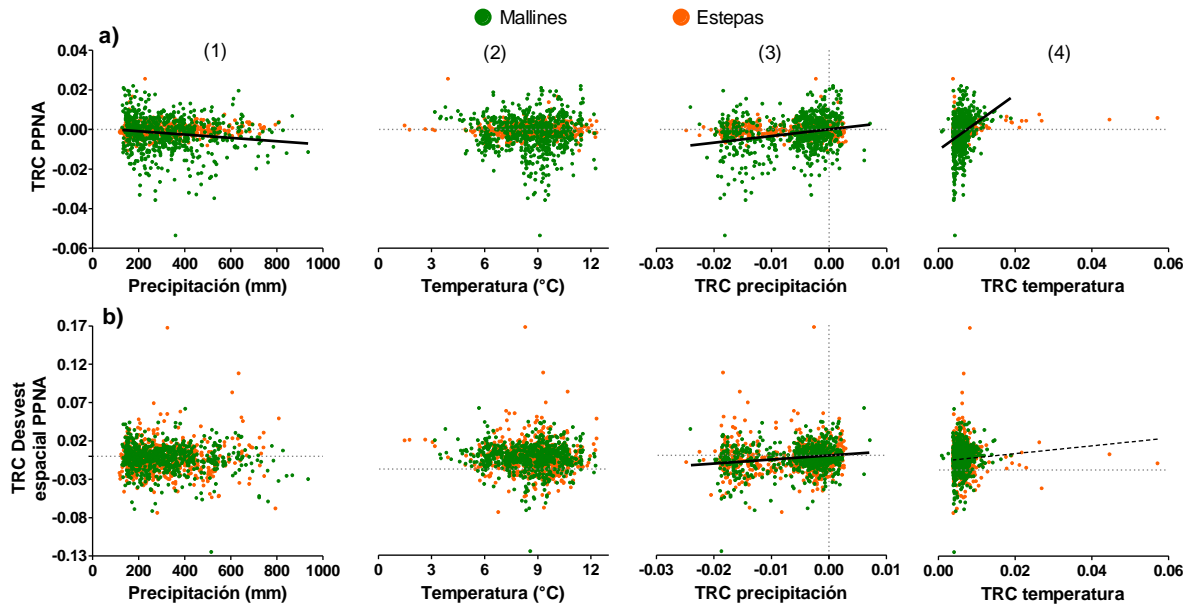 Mallines Estepas
a)
(1) (2) (3) (4)
TRC PPNA
0.04
0.02
0.00
-0.02
-0.04
-0.06
0 200 400 600 800 1000
0 3 6 9 12
-0.03 -0.02 -0.01 0.00 0.01
0.00 0.02 0.04 0.06
Precipitación (mm) Temperatura (°C) TRC precipitación TRC temperatura
b)
TRC Desvest
espacial PPNA
0.17
0.12
0.07
0.02
-0.03
-0.08
-0.13
0 200 400 600 800 1000
0 3 6 9 12
-0.03 -0.02 -0.01 0.00 0.01
0.00 0.02 0.04 0.06
Precipitación (mm) Temperatura (°C) TRC precipitación TRC temperatura